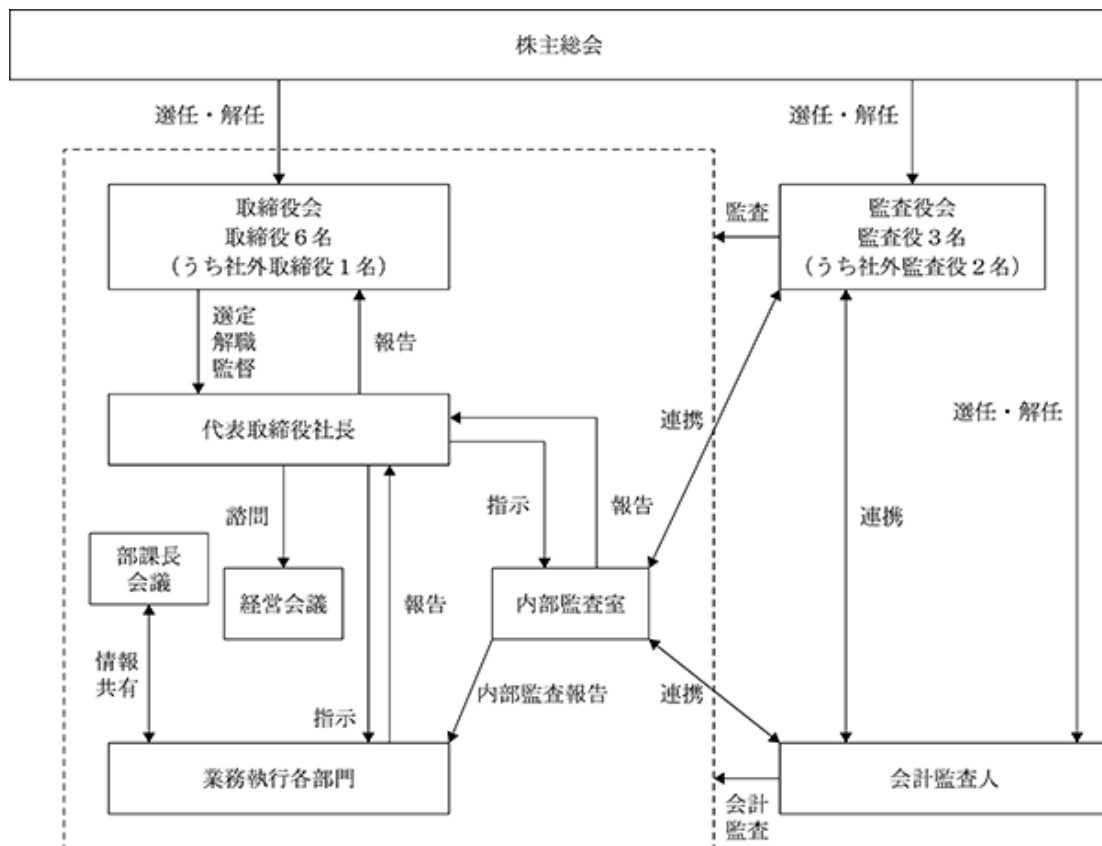 株主総会
選任・解任
選任・解任
取締役会
取締役6名
（うち社外取締役1名）
監査
監査役会
監査役3名
（うち社外監査役2名）
選定
解職
監督
報告
代表取締役社長
連携
選任・解任
諮問
指示
報告
連携
部課長
会議
経営会議
報告
内部監査室
情報
共有
指示
内部監査報告
連携
業務執行各部門
会計監査人
会計
監査